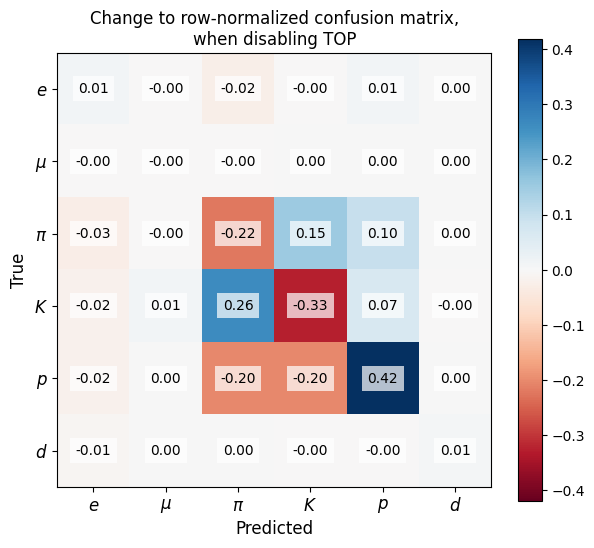 Change to row-normalized confusion matrix,
when disabling TOP
e 0.01 -0.00 -0.02 -0.00 0.01 0.00
μ -0.00 -0.00 -0.00 0.00 0.00 0.00
π -0.03 -0.00 -0.22 0.15 0.10 0.00
K -0.02 0.01 0.26 -0.33 0.07 -0.00
p -0.02 0.00 -0.20 -0.20 0.42 0.00
d -0.01 0.00 0.00 -0.00 -0.00 0.01
e μ π K p d
Predicted
True
0.4
0.3
0.2
0.1
0.0
−0.1
−0.2
−0.3
−0.4